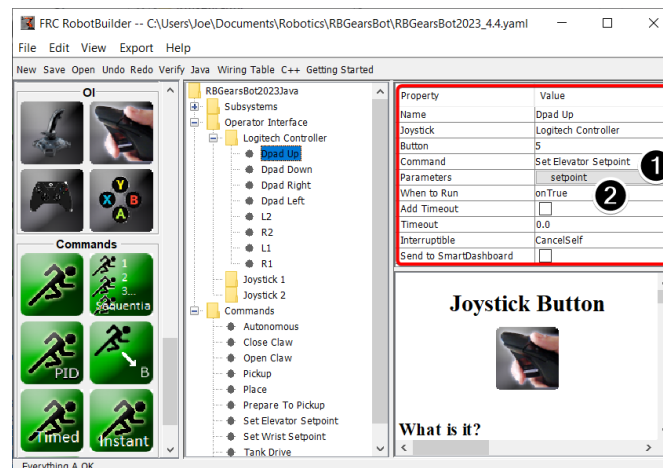 FRC RobotBuilder -- C:\Users\Joe\Documents\Robotics\RBGearsBot\RBGearsBot2023_4.4.yaml
File Edit View Export Help
New Save Open Undo Redo Verify Java Wiring Table C++ Getting Started
OI
Y
X B
A
Commands
1
2
3...
Sequentia
PID
B
Timed
Instant
RBGearsBot2023Java
Subsystems
Operator Interface
Logitech Controller
Dpad Up
Dpad Down
Dpad Right
Dpad Left
L2
R2
L1
R1
Joystick 1
Joystick 2
Commands
Autonomous
Close Claw
Open Claw
Pickup
Place
Prepare To Pickup
Set Elevator Setpoint
Set Wrist Setpoint
Tank Drive
Property Value
Name Dpad Up
Joystick Logitech Controller
Button 5
Command Set Elevator Setpoint 1
Parameters setpoint
When to Run onTrue 2
Add Timeout
Timeout 0.0
Interruptible CancelSelf
Send to SmartDashboard
Joystick Button
What is it?
Everything A OK